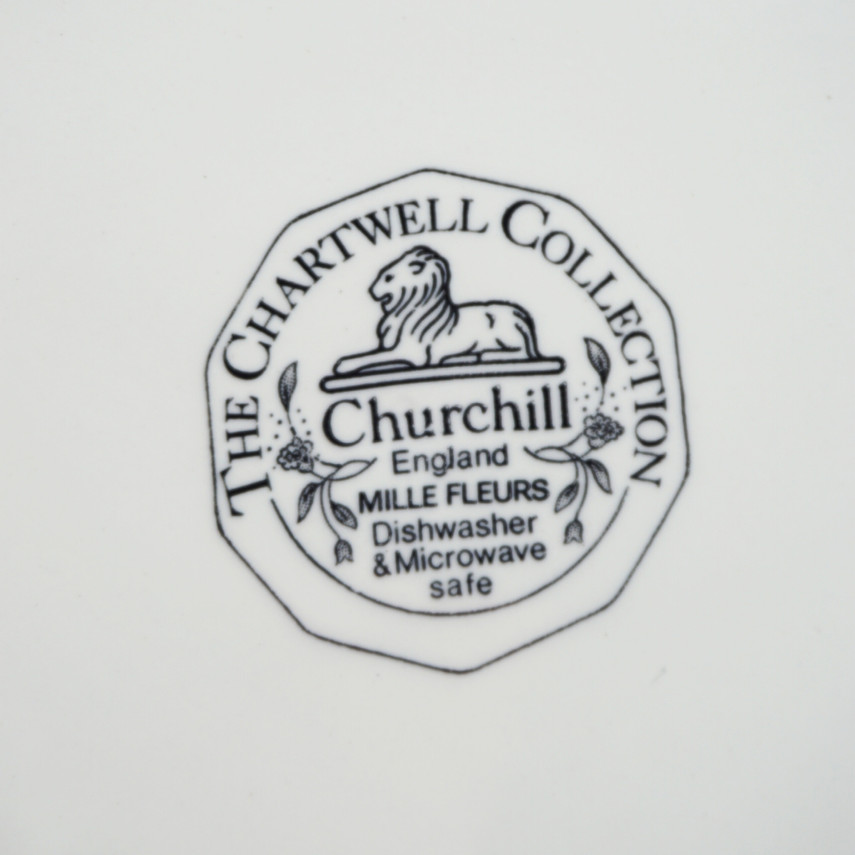 THE CHARTWELL COLLECTION
Churchill
England
MILLE FLEURS
Dishwasher
&Microwave
safe